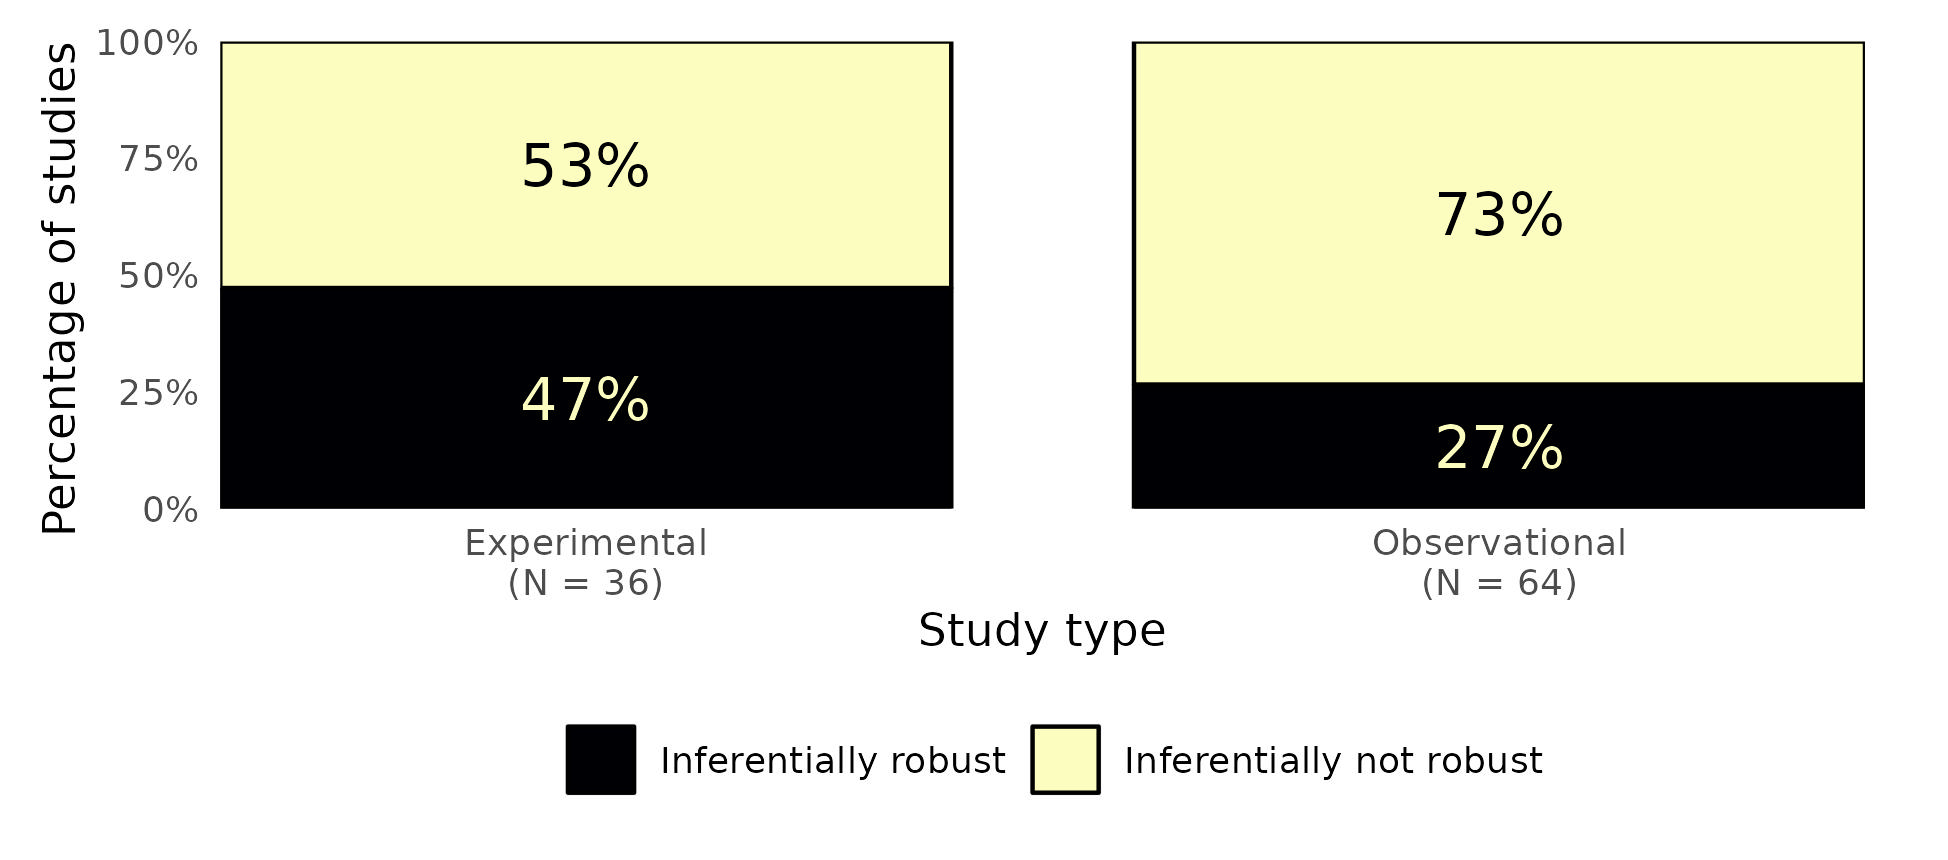 Percentage of studies
100%
75%
50%
25%
0%
53%
47%
73%
27%
Experimental
(N = 36)
Observational
(N = 64)
Study type
Inferentially robust
Inferentially not robust